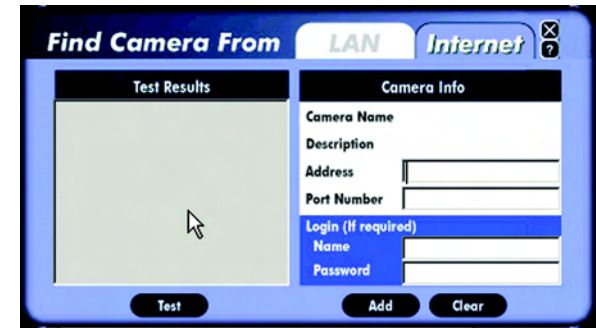 Find Camera From LAN Internet X
?
Test Results
Camera Info
Camera Name
Description
Address
Port Number
Login (If required)
Name
Password
Test
Add
Clear